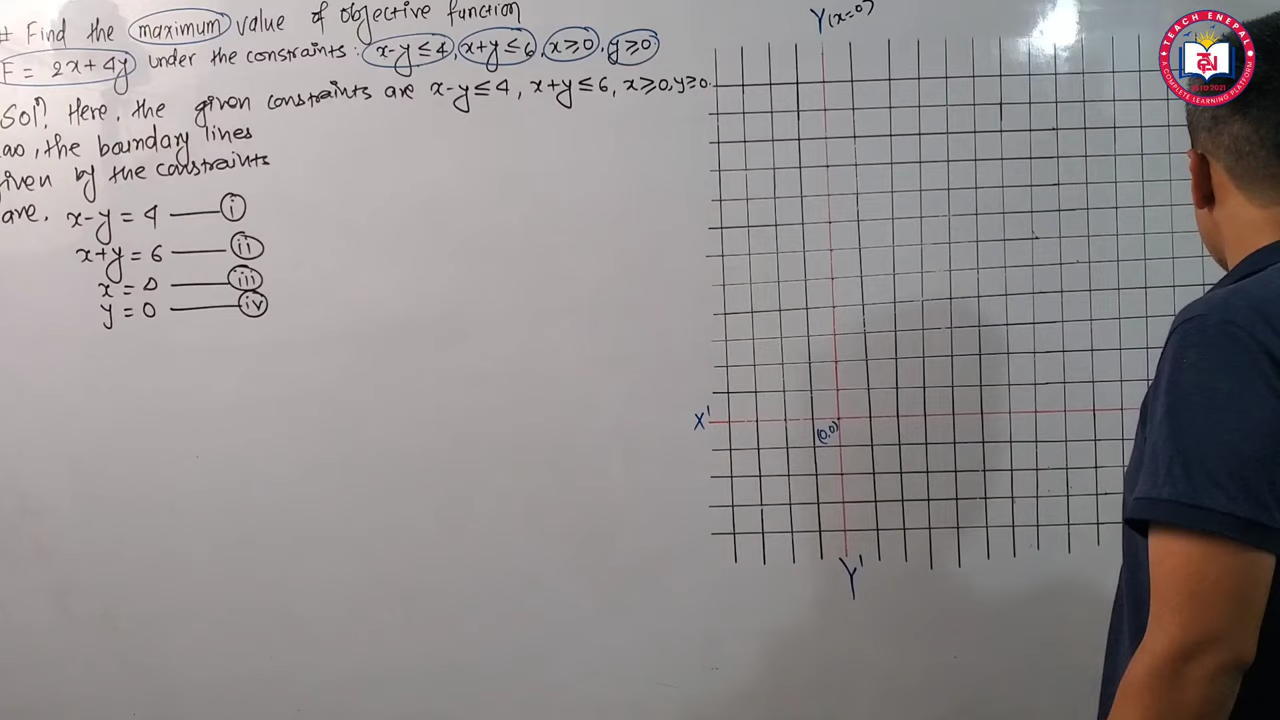 # Find the maximum value of objective function
F = 2x+4y under the constraints: x-y≤4, x+y≤6, x≥0, y≥0
Solⁿ: Here, the given constraints are x-y≤4, x+y≤6, x≥0, y≥0.
the boundary lines
given by the constraints
are, x-y = 4 —— (i)
x+y = 6 —— (ii)
x = 0 —— (iii)
y = 0 —— (iv)
Y(x=0)
X'
(0,0)
Y'
TEACH ENEPAL
ESTD 2021
A COMPLETE LEARNING PLATFORM